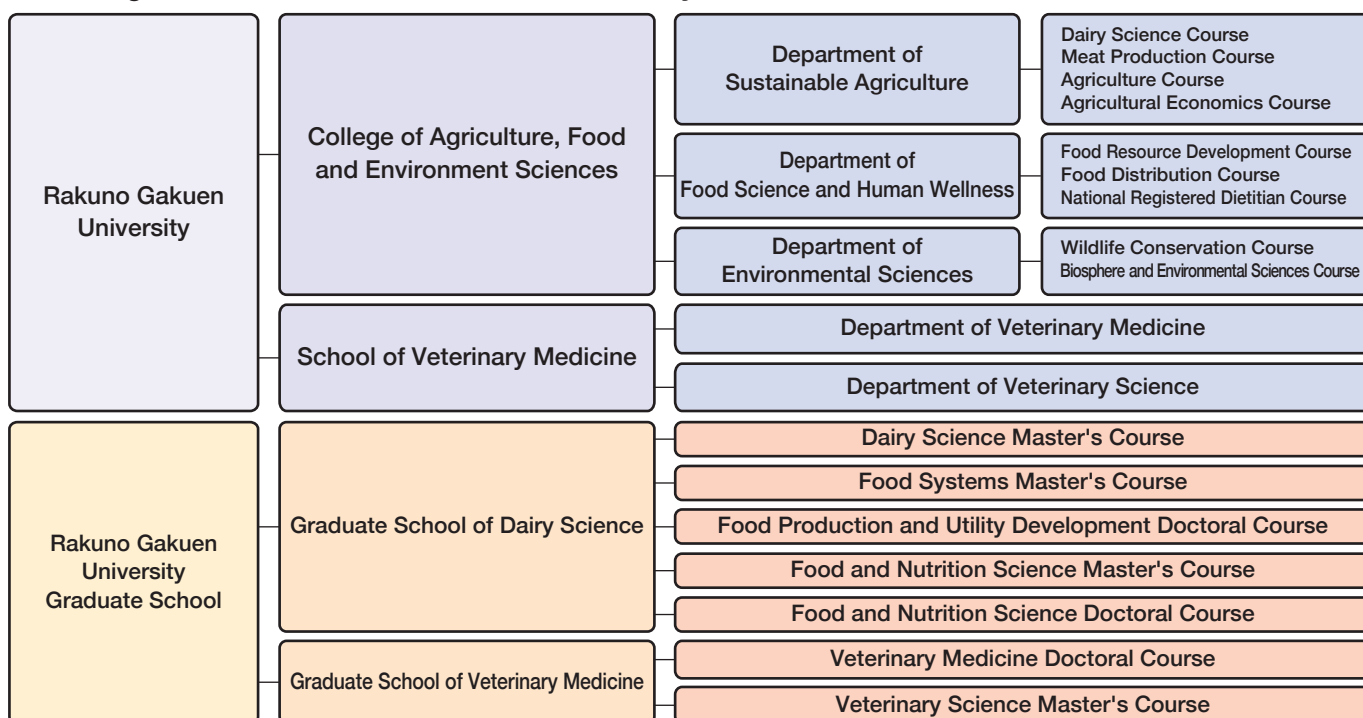 Rakuno Gakuen
University
College of Agriculture, Food
and Environment Sciences
Department of
Sustainable Agriculture
Dairy Science Course
Meat Production Course
Agriculture Course
Agricultural Economics Course
Department of
Food Science and Human Wellness
Food Resource Development Course
Food Distribution Course
National Registered Dietitian Course
Department of
Environmental Sciences
Wildlife Conservation Course
Biosphere and Environmental Sciences Course
School of Veterinary Medicine
Department of Veterinary Medicine
Department of Veterinary Science
Rakuno Gakuen
University
Graduate School
Graduate School of Dairy Science
Dairy Science Master's Course
Food Systems Master's Course
Food Production and Utility Development Doctoral Course
Food and Nutrition Science Master's Course
Food and Nutrition Science Doctoral Course
Graduate School of Veterinary Medicine
Veterinary Medicine Doctoral Course
Veterinary Science Master's Course